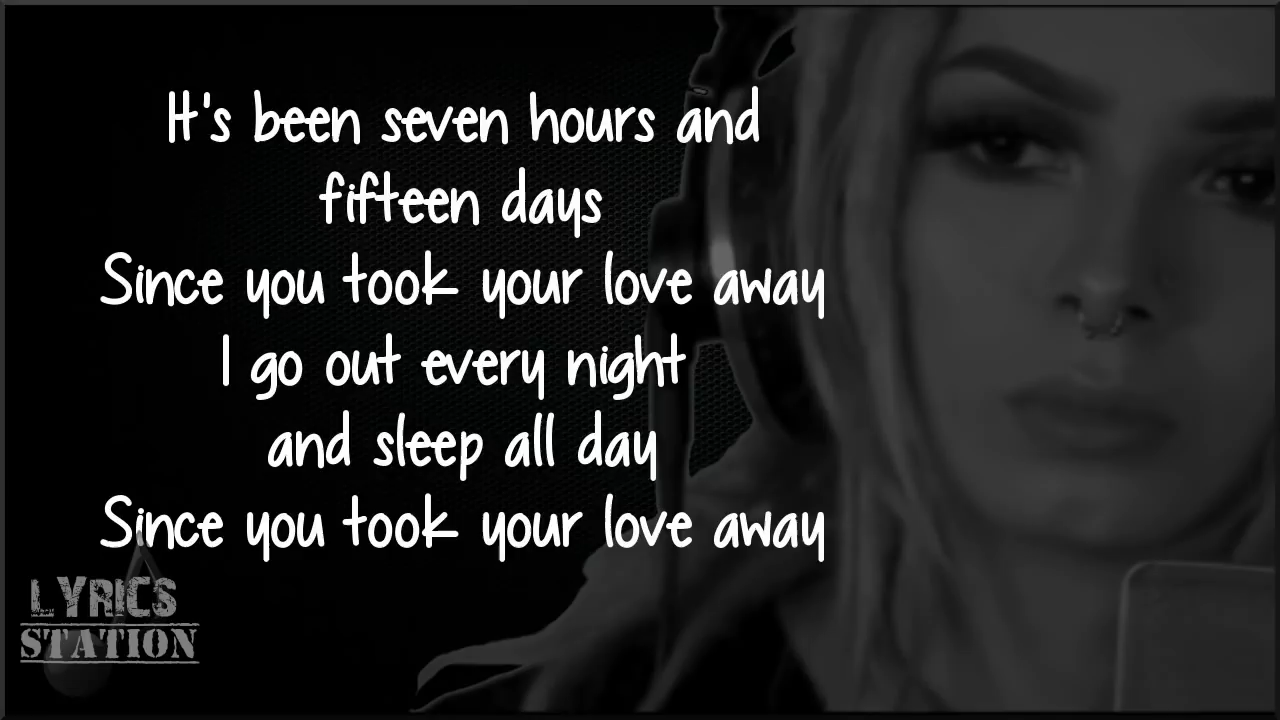 It's been seven hours and
fifteen days
Since you took your love away
I go out every night
and sleep all day
Since you took your love away
LYRICS
STATION